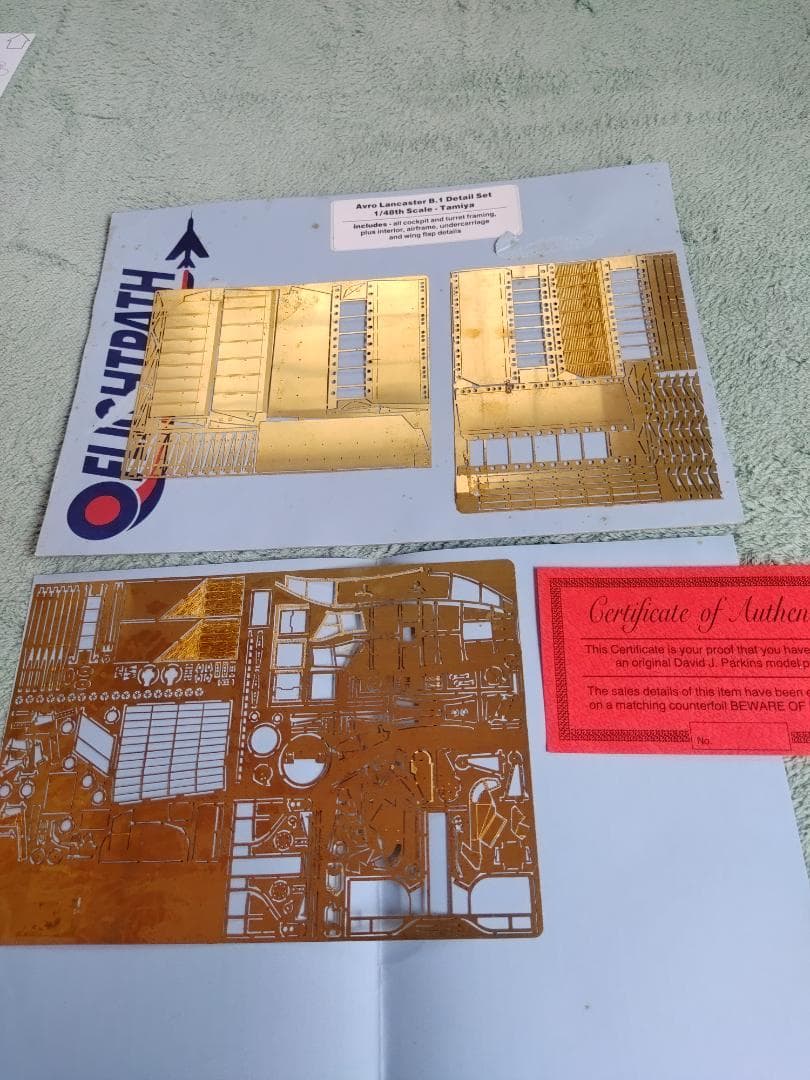 Avro Lancaster B.1 Detail Set
1/48th Scale - Tamiya
Includes - all cockpit and turret framing,
plus interior, airframe, undercarriage
and wing flap details
FLIGHTPATH
Certificate of Authen
This Certificate is your proof that you have
an original David J. Parkins model p
The sales details of this item have been
on a matching counterfoil BEWARE OF
No.